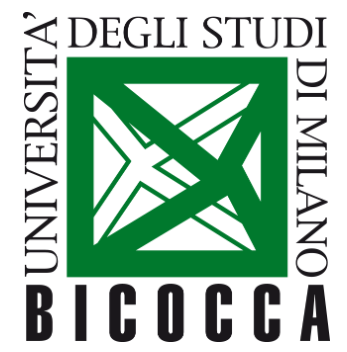 UNIVERSITA'
DEGLI STUDI
DI MILANO
BICOCCA